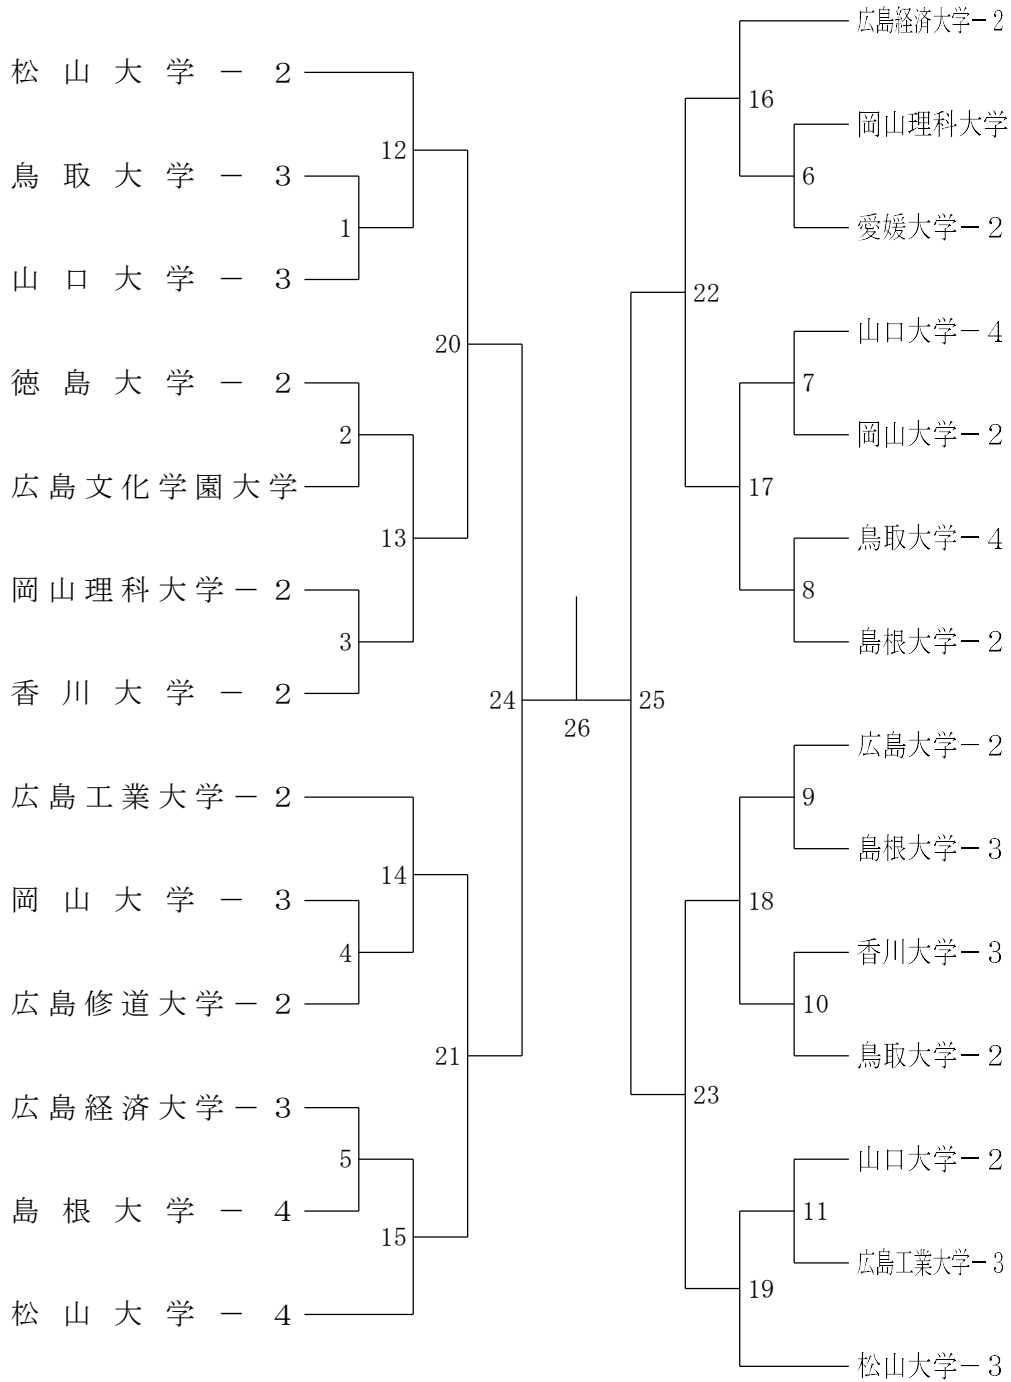 松山大学－２
12
鳥取大学－３
1
山口大学－３
20
徳島大学－２
2
広島文化学園大学
13
岡山理科大学－２
3
香川大学－２
24
広島工業大学－２
14
岡山大学－３
4
広島修道大学－２
21
広島経済大学－３
5
島根大学－４
15
松山大学－４
26
広島経済大学－２
16
岡山理科大学
6
愛媛大学－２
22
山口大学－４
7
岡山大学－２
17
鳥取大学－４
8
島根大学－２
25
広島大学－２
9
島根大学－３
18
香川大学－３
10
鳥取大学－２
23
山口大学－２
11
広島工業大学－３
19
松山大学－３